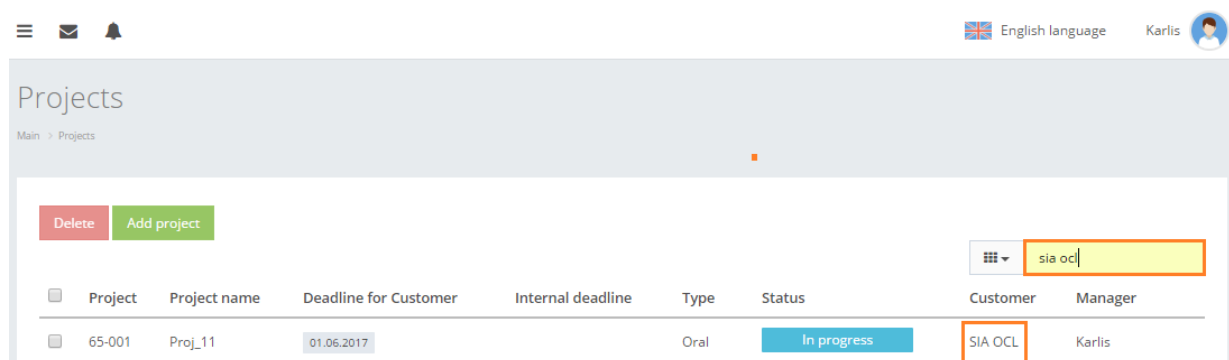 English language Karlis
Projects
Main > Projects
Delete Add project
sia ocl
Project Project name Deadline for Customer Internal deadline Type Status Customer Manager
65-001 Proj_11 01.06.2017 Oral In progress SIA OCL Karlis